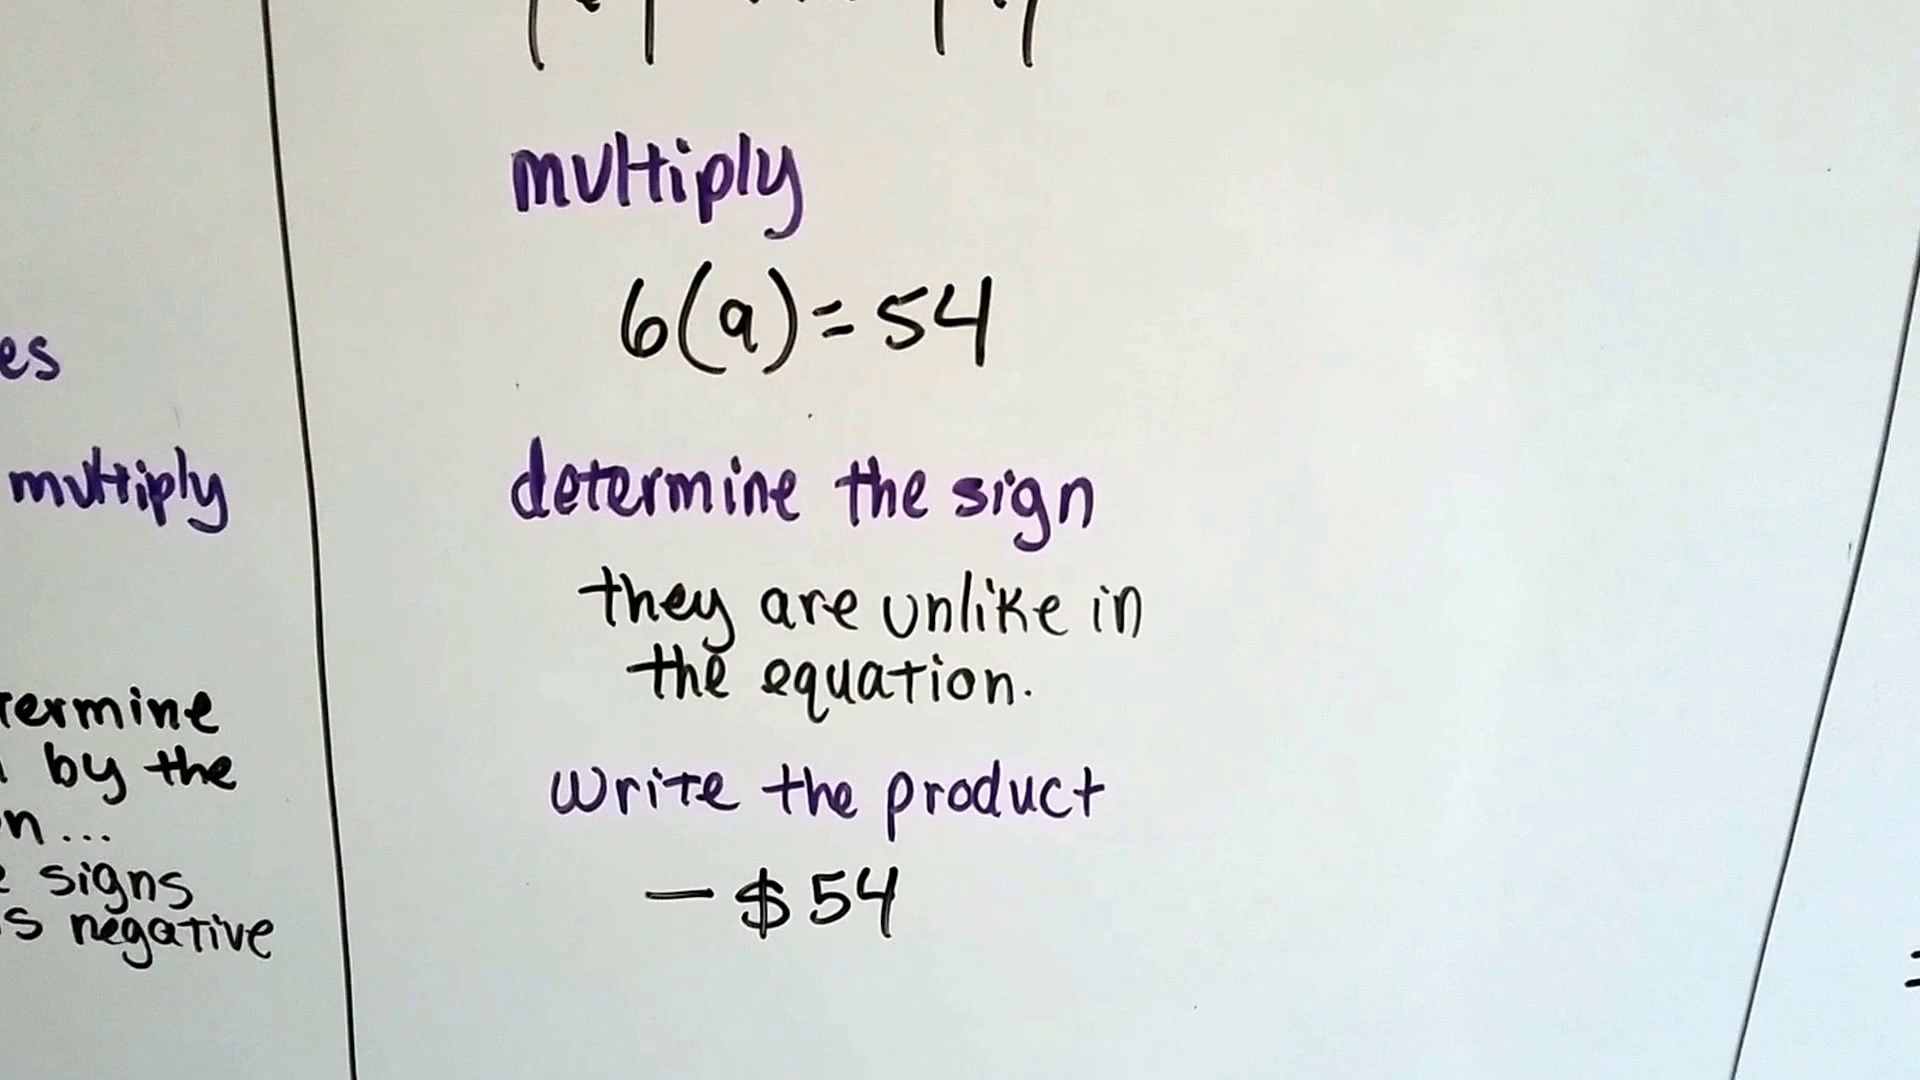 es
multiply
termine
by the
n...
signs
s negative
multiply
6(9)=54
determine the sign
they are unlike in
the equation.
write the product
- $54